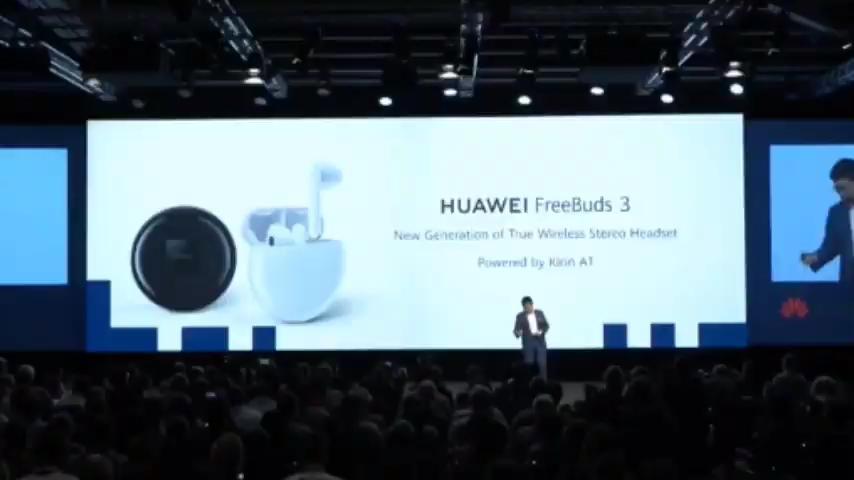 HUAWEI FreeBuds 3
New Generation of True Wireless Stereo Headset
Powered by Kirin A1